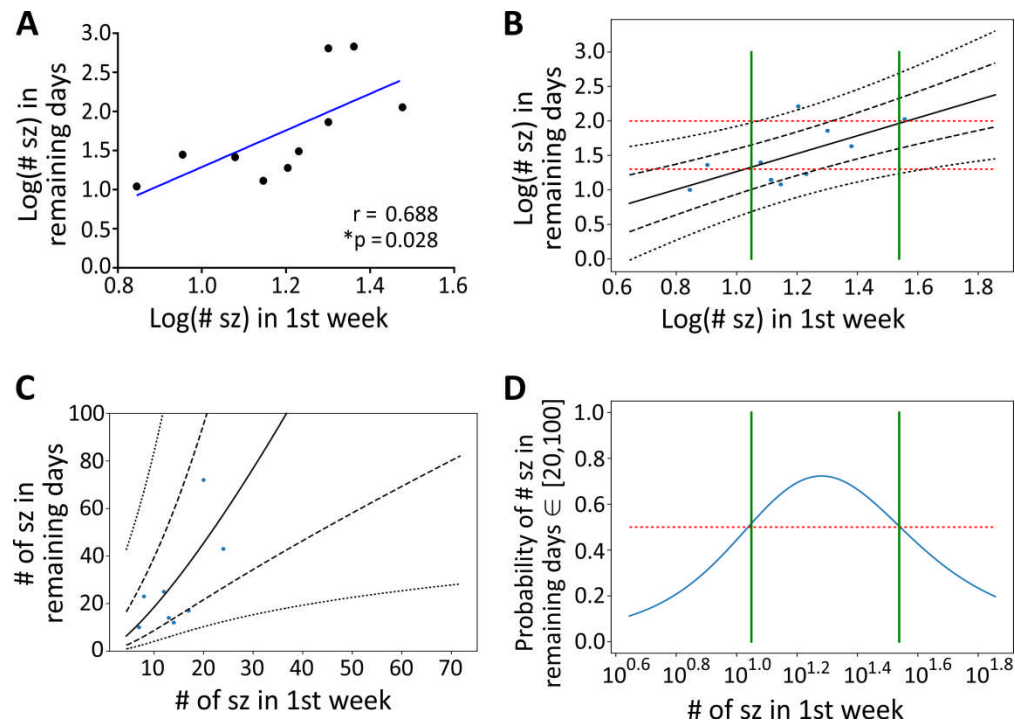 A
Log(# sz) in
remaining days
3.0
2.5
2.0
1.5
1.0
0.5
0.0
r = 0.688
*p = 0.028
0.8 1.0 1.2 1.4 1.6
Log(# sz) in 1st week
B
Log(# sz) in
remaining days
3.0
2.5
2.0
1.5
1.0
0.5
0.0
0.6 0.8 1.0 1.2 1.4 1.6 1.8
Log(# sz) in 1st week
C
# of sz in
remaining days
100
80
60
40
20
0
10 20 30 40 50 60 70
# of sz in 1st week
D
Probability of # sz in
remaining days ∈ [20,100]
1.0
0.8
0.6
0.4
0.2
0.0
10^0.6 10^0.8 10^1.0 10^1.2 10^1.4 10^1.6 10^1.8
# of sz in 1st week